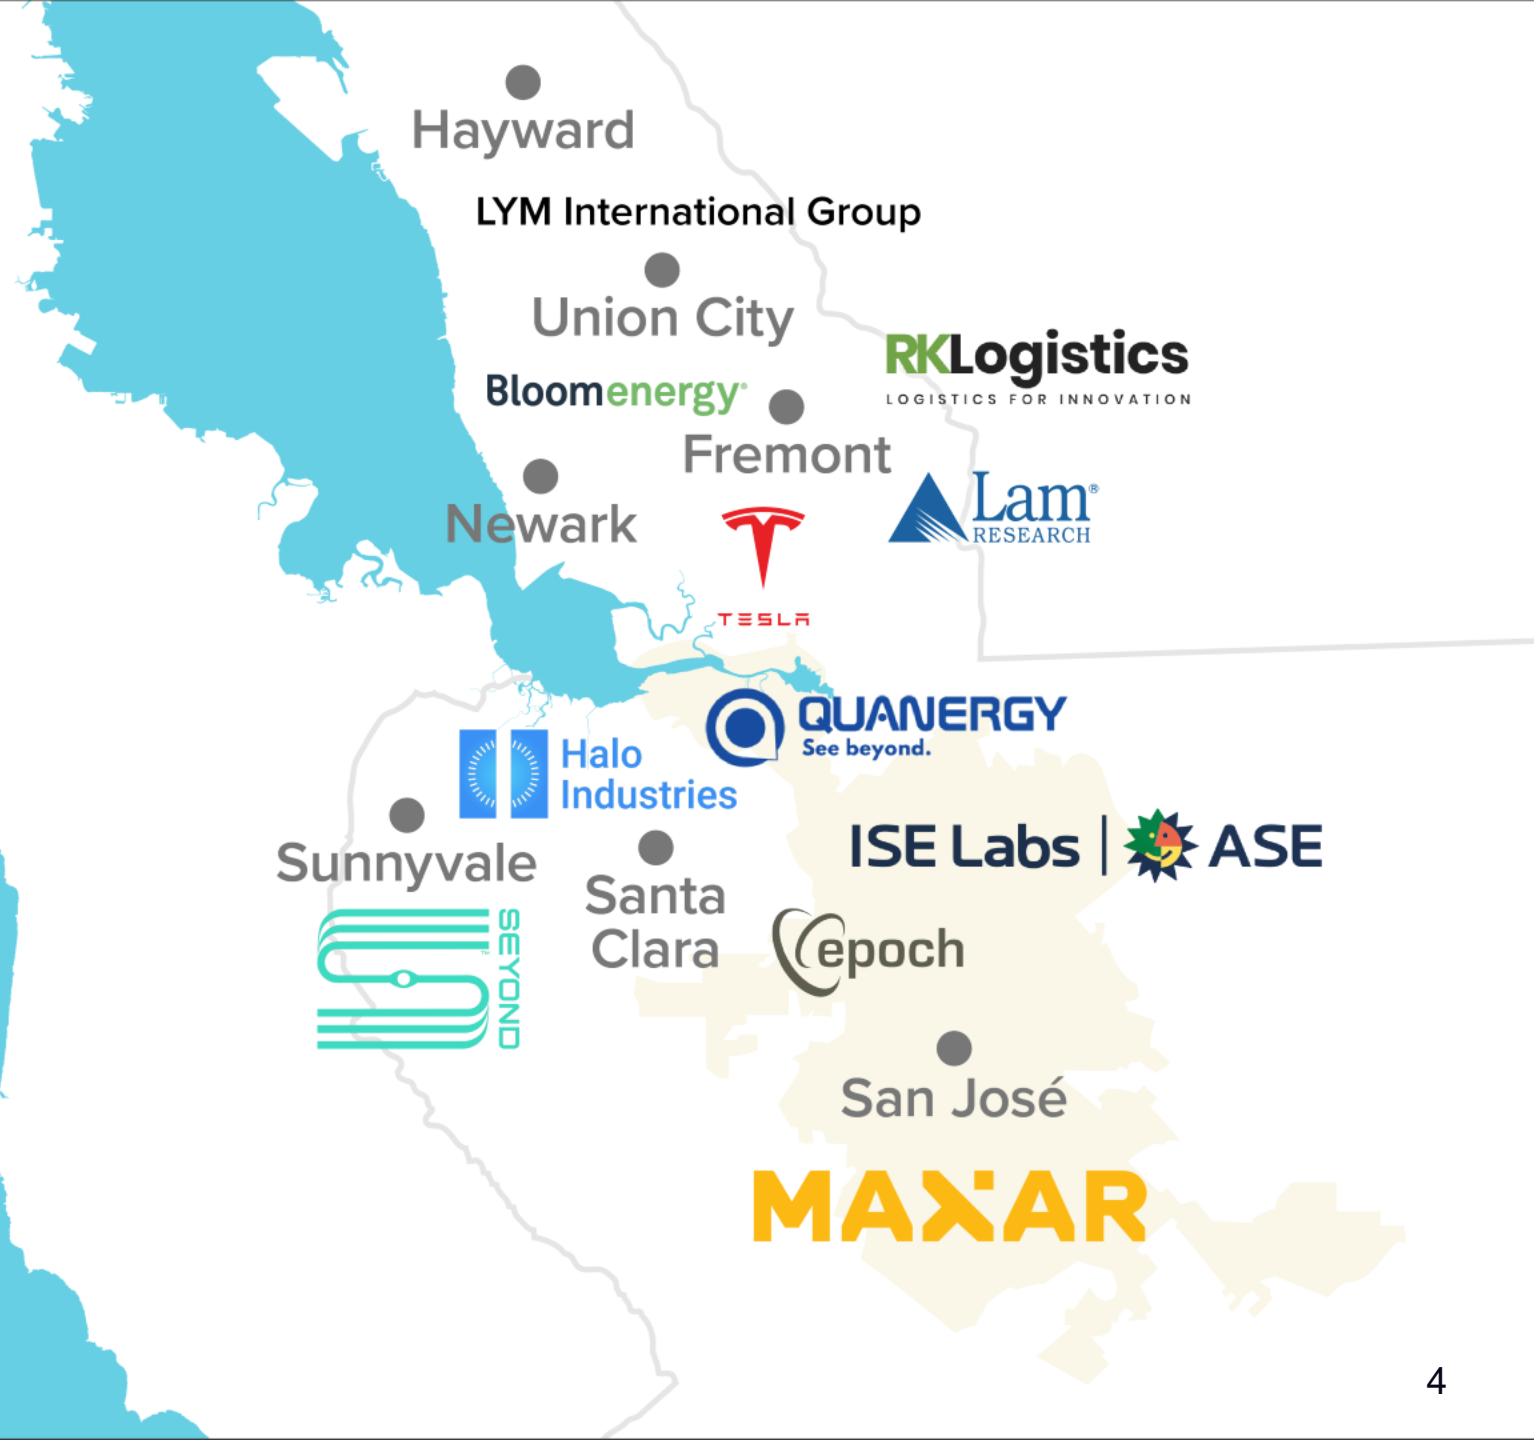 Hayward
LYM International Group
Union City
RKLogistics
LOGISTICS FOR INNOVATION
Bloomenergy®
Fremont
Lam®
RESEARCH
Newark
TESLA
QUANERGY
See beyond.
Halo
Industries
Sunnyvale
ISE Labs | ASE
Santa
Clara
SEYOND™
epoch
San José
MAXAR
4